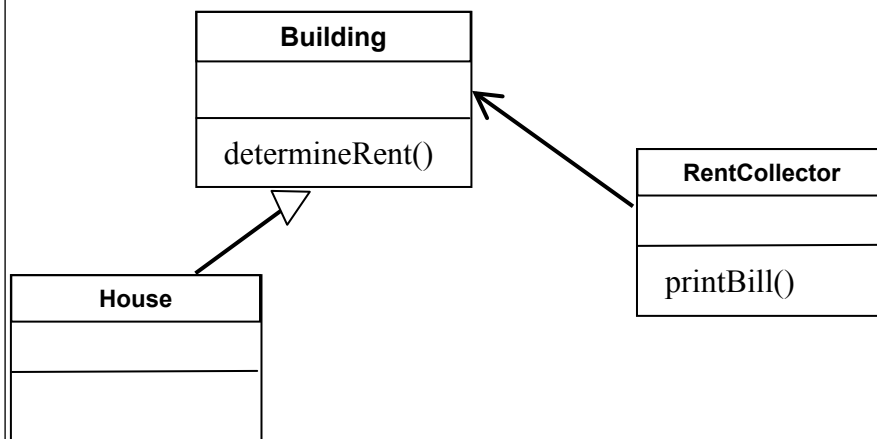 Building
determineRent()
RentCollector
printBill()
House